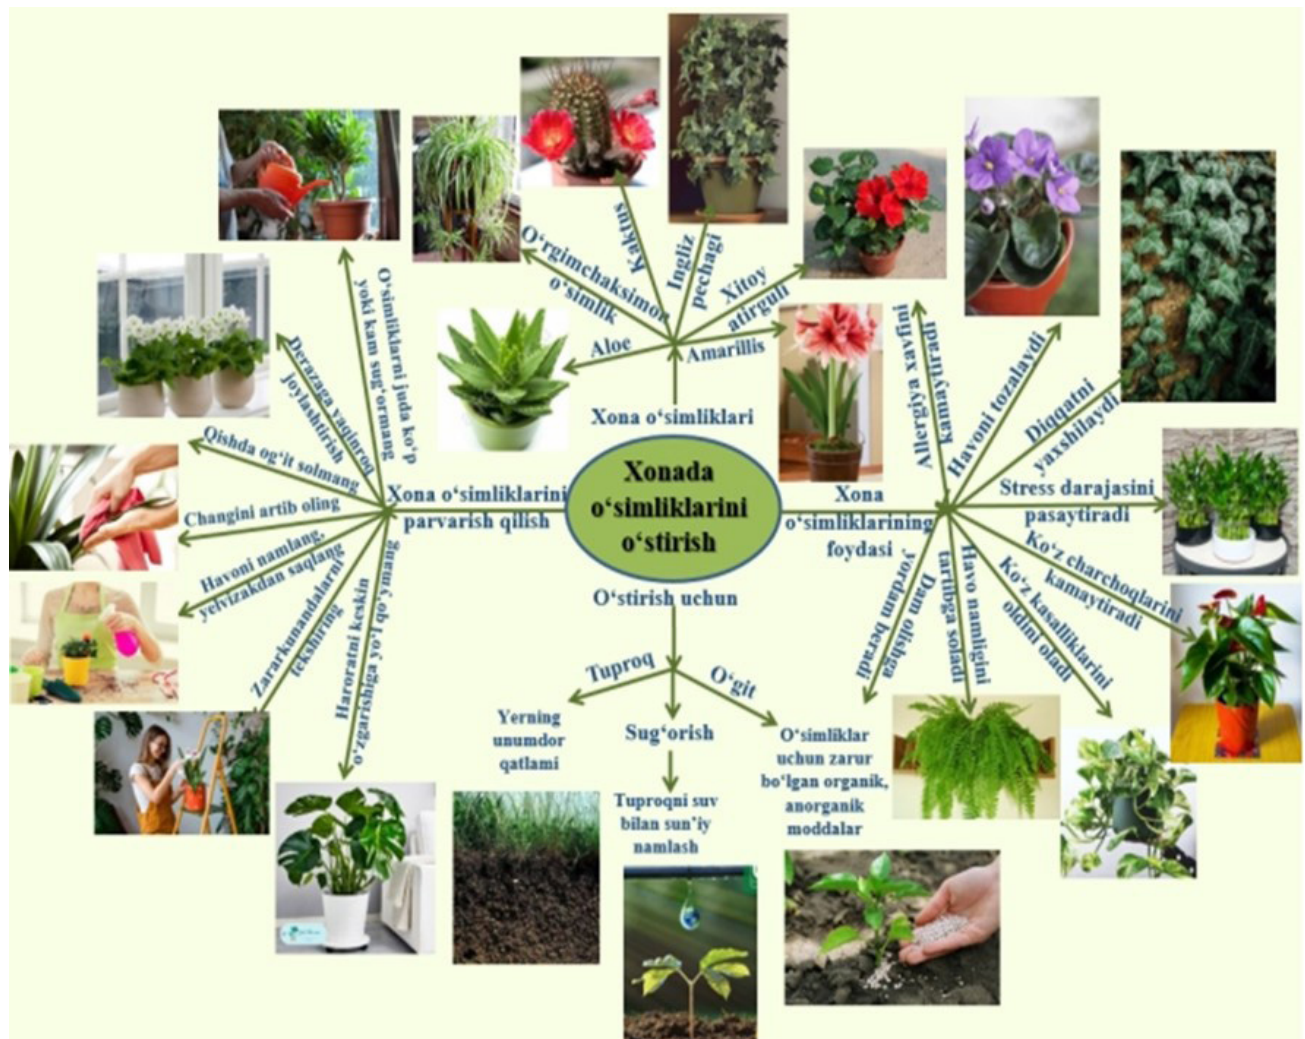 Kaktus
Ingliz
pechagi
O‘rgimchaksimon
o‘simlik
Xitoy
atirguli
Aloe
Amarillis
Xona o‘simliklari
Xonada
o‘simliklarini
o‘stirish
Xona o‘simliklarini
parvarish qilish
O‘simliklarni juda ko‘p
yoki kam sug‘ormang
Derazaga yaqinroq
joylashtirish
Qishda og‘it solmang
Changini artib oling
Havoni namlang,
yelvizakdan saqlang
Zararkunandalarni
tekshiring
Haroratni keskin
o‘zgarishiga yo‘l qo‘ymang
Xona
o‘simliklarining
foydasi
Allergiya xavfini
kamaytiradi
Havoni tozalaydi
Diqqatni
yaxshilaydi
Stress darajasini
pasaytiradi
Ko‘z charchoqlarini
kamaytiradi
Ko‘z kasalliklarini
oldini oladi
Havo namligini
tartibga soladi
Dam olishga
yordam beradi
O‘stirish uchun
Tuproq
O‘git
Sug‘orish
Yerning
unumdor
qatlami
Tuproqni suv
bilan sun’iy
namlash
O‘simliklar
uchun zarur
bo‘lgan organik,
anorganik
moddalar